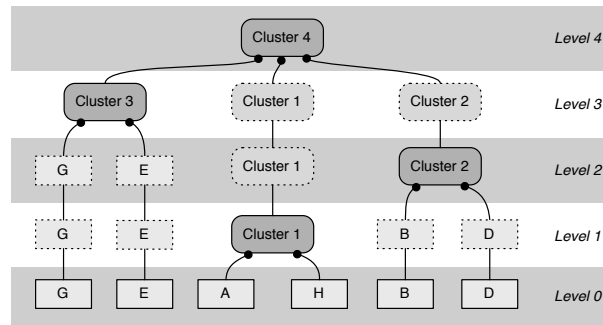 Cluster 4 Level 4
Cluster 3 Cluster 1 Cluster 2 Level 3
G E Cluster 1 Cluster 2 Level 2
G E Cluster 1 B D Level 1
G E A H B D Level 0